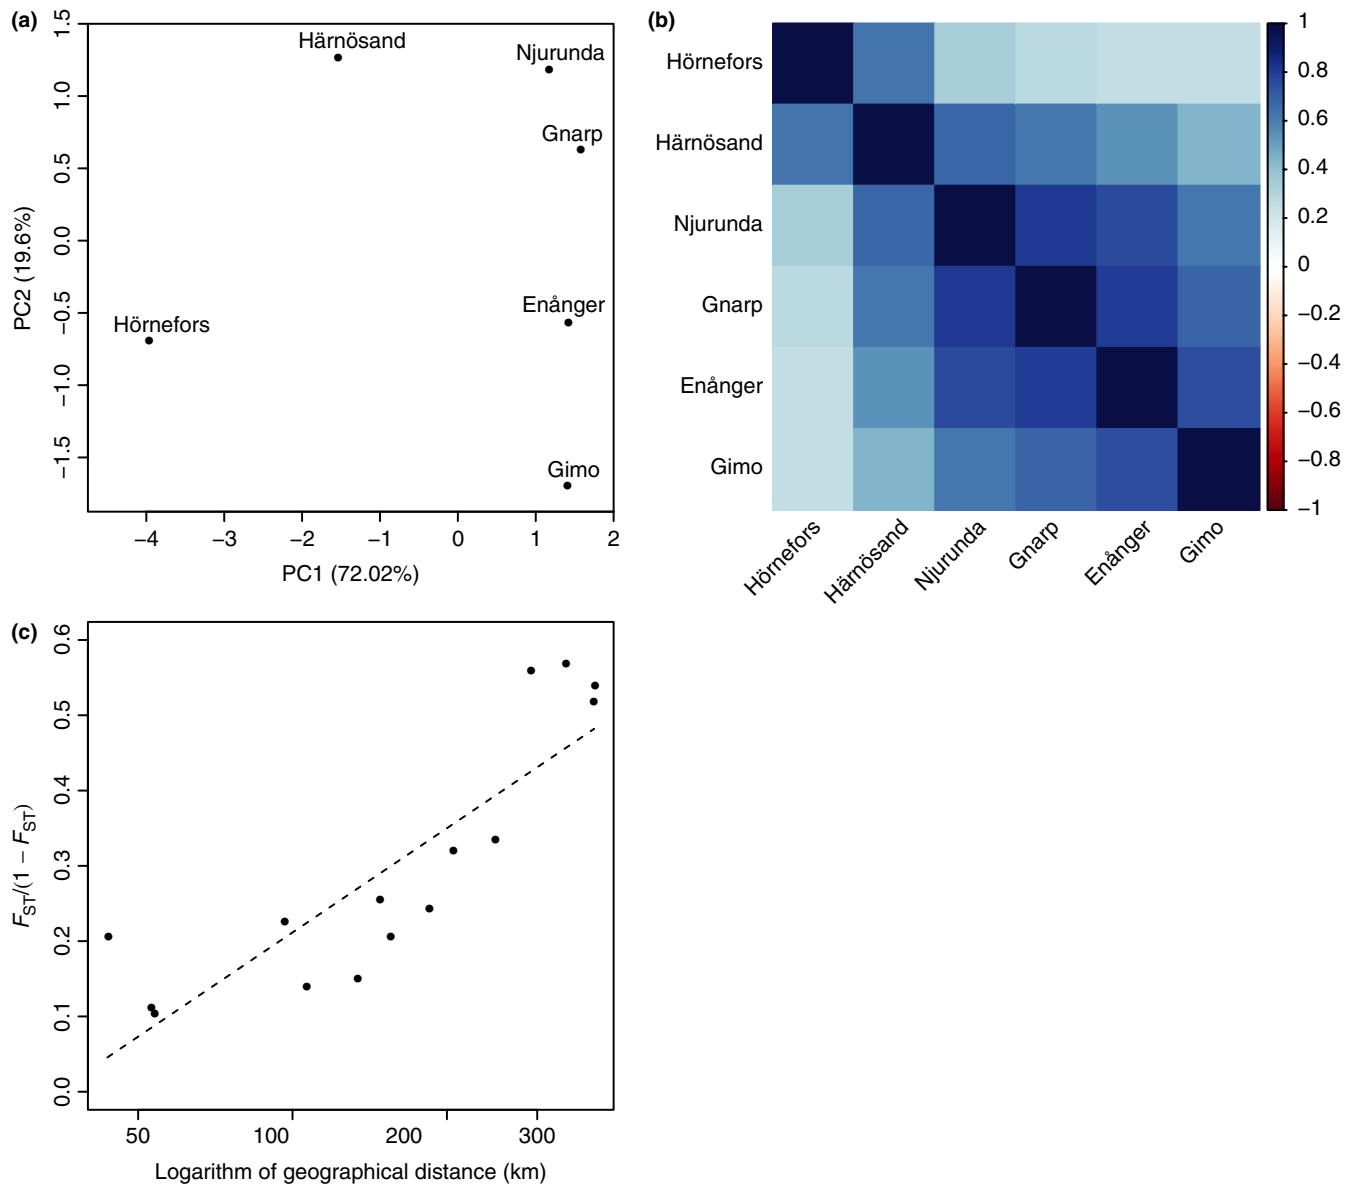 (a)
1.5
1.0
0.5
0.0
−0.5
−1.0
−1.5
PC2 (19.6%)
Härnösand
Njurunda
Gnarp
Enånger
Hörnefors
Gimo
−4
−3
−2
−1
0
1
2
PC1 (72.02%)
(b)
Hörnefors
Härnösand
Njurunda
Gnarp
Enånger
Gimo
Hörnefors
Härnösand
Njurunda
Gnarp
Enånger
Gimo
1
0.8
0.6
0.4
0.2
0
−0.2
−0.4
−0.6
−0.8
−1
(c)
0.6
0.5
0.4
0.3
0.2
0.1
0.0
FST/(1 − FST)
50
100
200
300
Logarithm of geographical distance (km)